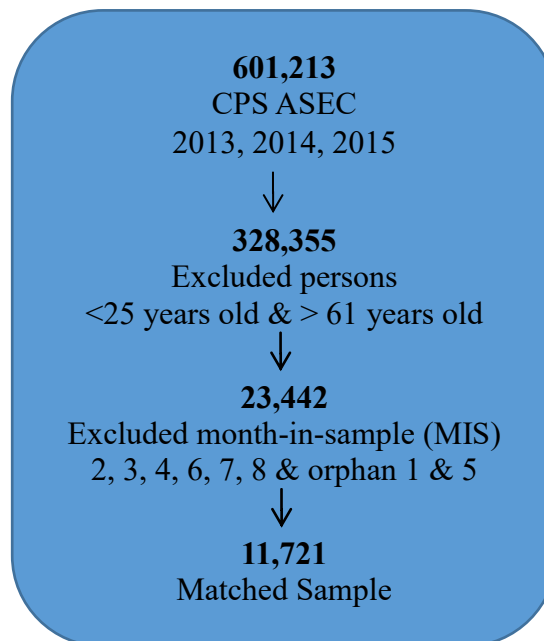 601,213
CPS ASEC
2013, 2014, 2015
328,355
Excluded persons
<25 years old & > 61 years old
23,442
Excluded month-in-sample (MIS)
2, 3, 4, 6, 7, 8 & orphan 1 & 5
11,721
Matched Sample